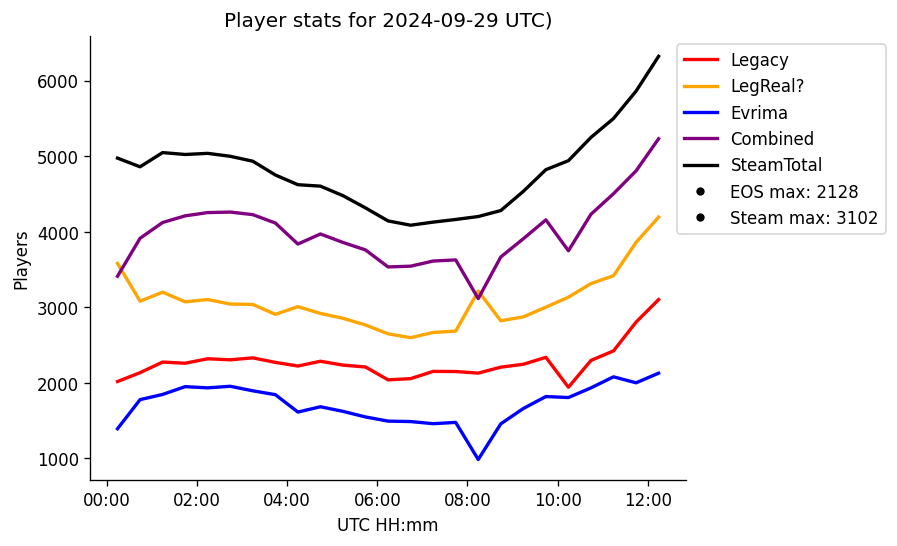 Player stats for 2024-09-29 UTC)
6000
5000
4000
3000
2000
1000
Players
00:00 02:00 04:00 06:00 08:00 10:00 12:00
UTC HH:mm
Legacy
LegReal?
Evrima
Combined
SteamTotal
EOS max: 2128
Steam max: 3102